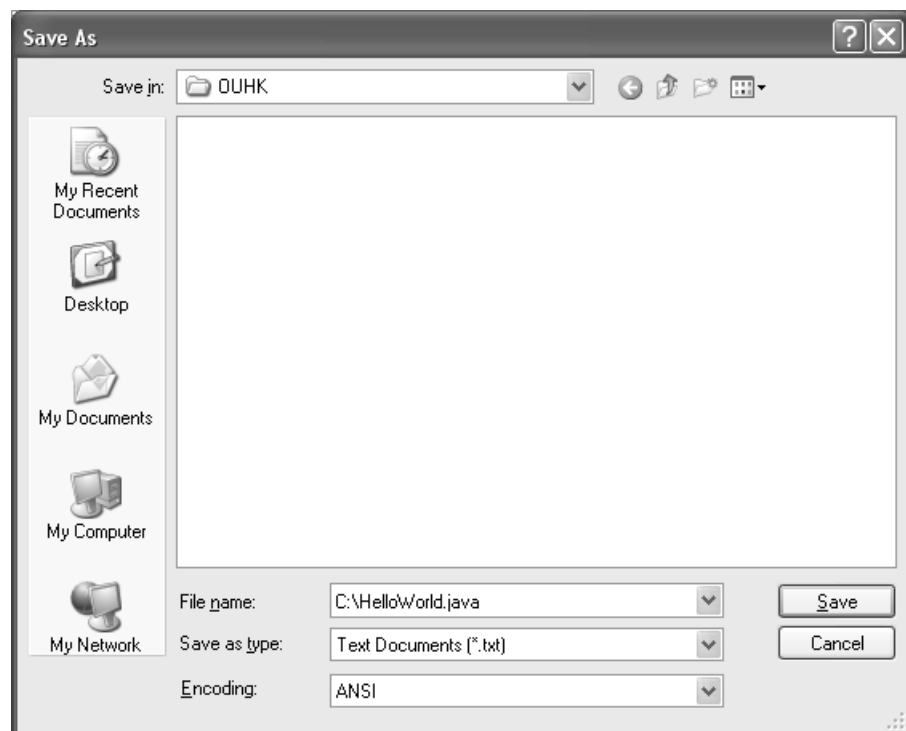 Save As
Save in: OUHK
My Recent
Documents
Desktop
My Documents
My Computer
My Network
File name: C:\HelloWorld.java Save
Save as type: Text Documents (*.txt) Cancel
Encoding: ANSI